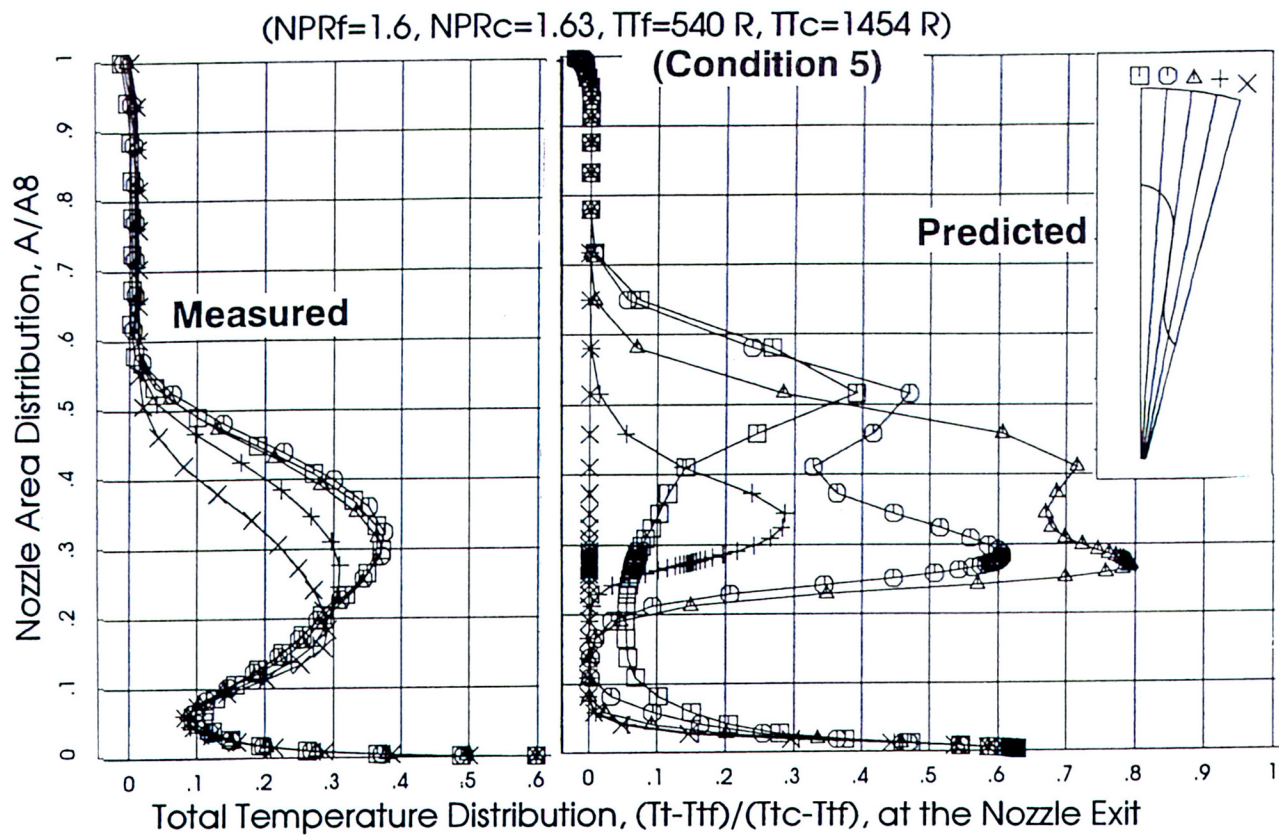 (NPRf=1.6, NPRc=1.63, TTf=540 R, TTc=1454 R)
(Condition 5)
Measured
Predicted
Nozzle Area Distribution, A/A8
1
.9
.8
.7
.6
.5
.4
.3
.2
.1
0
0 .1 .2 .3 .4 .5 .6
0 .1 .2 .3 .4 .5 .6 .7 .8 .9 1
Total Temperature Distribution, (Tt-Ttf)/(Ttc-Ttf), at the Nozzle Exit